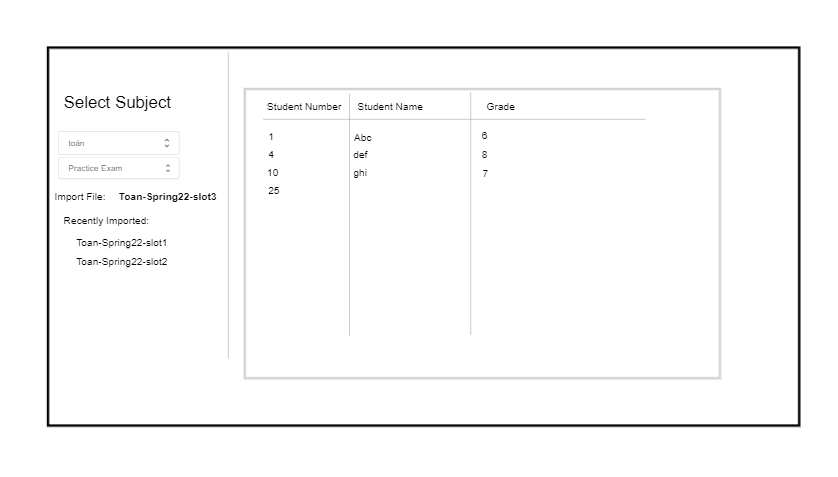 Select Subject
toán
Practice Exam
Import File: Toan-Spring22-slot3
Recently Imported:
Toan-Spring22-slot1
Toan-Spring22-slot2
Student Number Student Name Grade
1 Abc 6
4 def 8
10 ghi 7
25